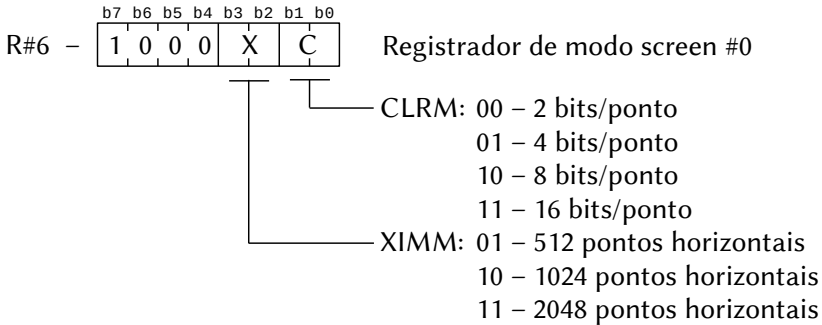 b7 b6 b5 b4 b3 b2 b1 b0
R#6 – 1 0 0 0 X C Registrador de modo screen #0
CLRM: 00 – 2 bits/ponto
01 – 4 bits/ponto
10 – 8 bits/ponto
11 – 16 bits/ponto
XIMM: 01 – 512 pontos horizontais
10 – 1024 pontos horizontais
11 – 2048 pontos horizontais